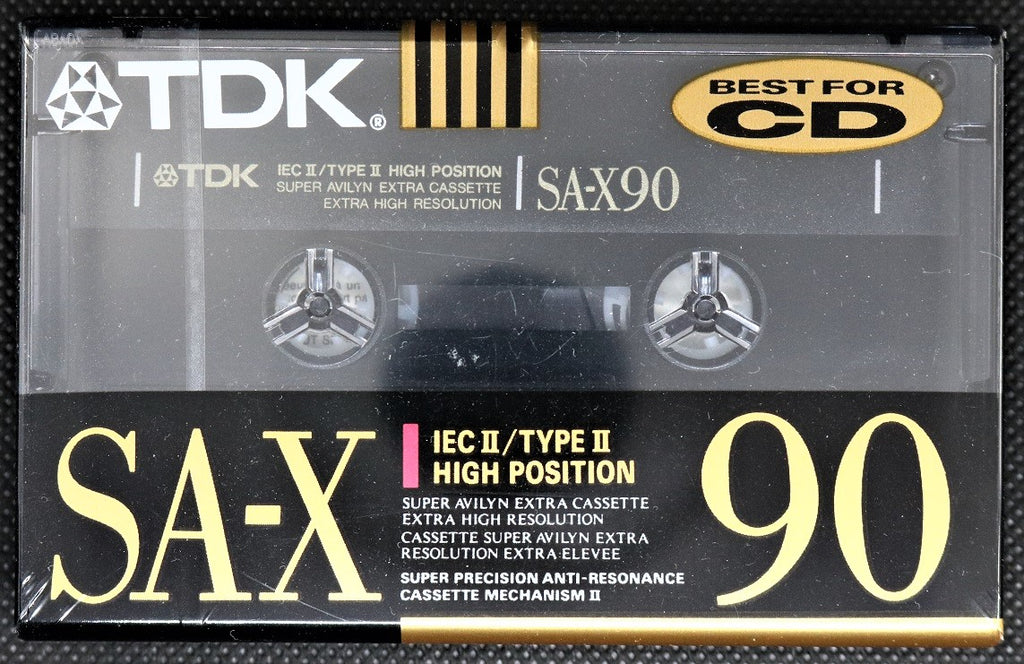 TDK®
BEST FOR
CD
TDK
IEC II/TYPE II HIGH POSITION
SUPER AVILYN EXTRA CASSETTE
EXTRA HIGH RESOLUTION
SA-X90
SA-X
IEC II/TYPE II
HIGH POSITION
SUPER AVILYN EXTRA CASSETTE
EXTRA HIGH RESOLUTION
CASSETTE SUPER AVILYN EXTRA
RESOLUTION EXTRA ELEVEE
SUPER PRECISION ANTI-RESONANCE
CASSETTE MECHANISM II
90